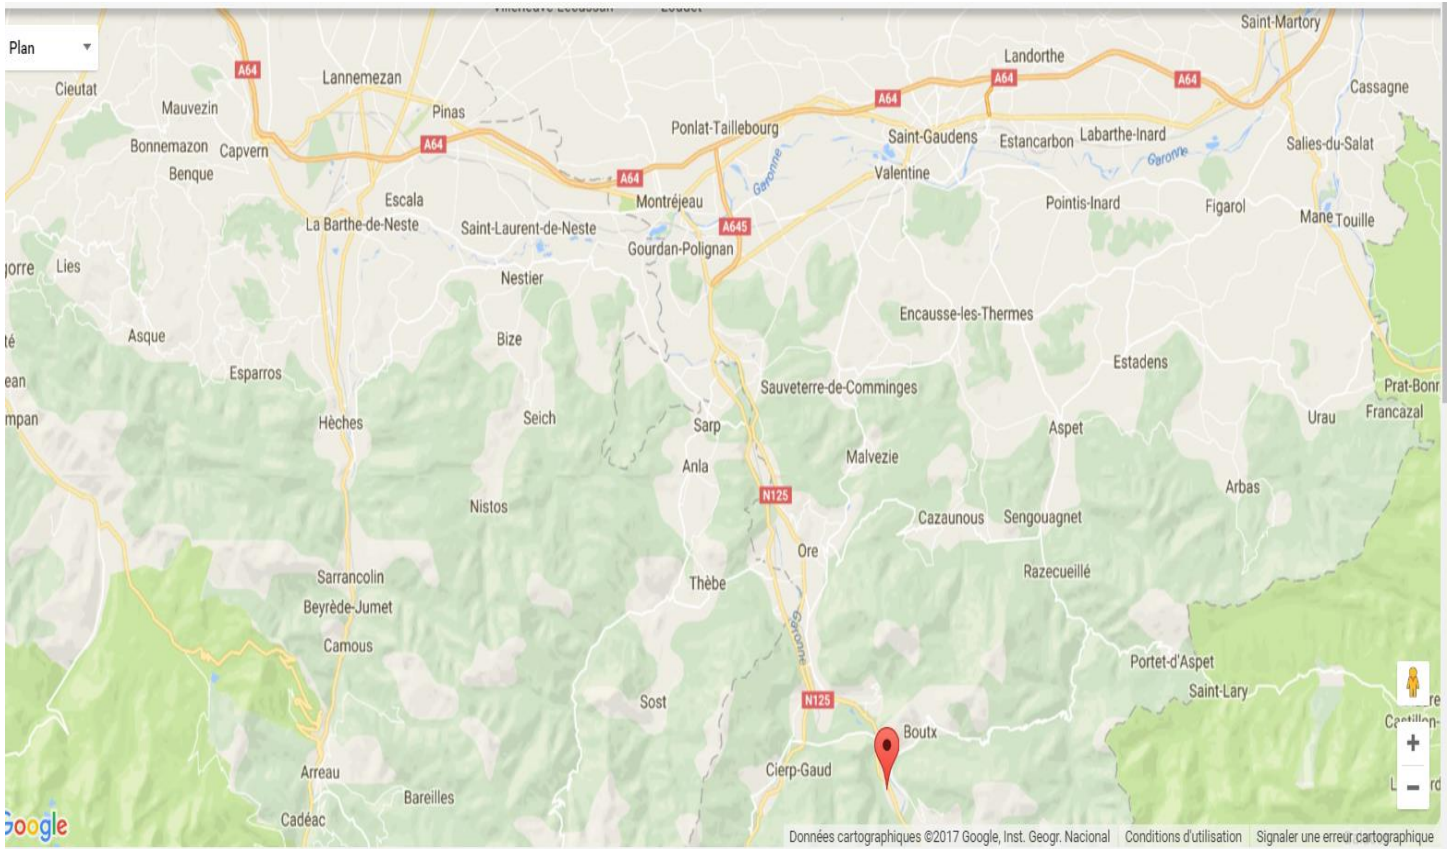 Saint-Martory
Plan
Landorthe
A64
Lannemezan
A64
A64
Cieutat
Cassagne
Mauvezin
A64
Pinas
Ponlat-Taillebourg
Saint-Gaudens
Estancarbon
Labarthe-Inard
Bonnemazon
Capvern
A64
Salies-du-Salat
Garonne
Benque
Garonne
Valentine
A64
Escala
Montréjeau
Pointis-Inard
Figarol
Mane
Touille
La Barthe-de-Neste
Saint-Laurent-de-Neste
A645
Gourdan-Polignan
Lies
Nestier
Encausse-les-Thermes
Asque
Bize
Estadens
Esparros
Sauveterre-de-Comminges
Prat-Bonr
Hèches
Seich
Sarp
Aspet
Urau
Francazal
mpan
Malvezie
Anla
Arbas
N125
Nistos
Cazaunous
Sengouagnet
Ore
Razecueillé
Sarrancolin
Thèbe
Beyrède-Jumet
Garonne
Camous
Portet-d'Aspet
Saint-Lary
Sost
N125
Boutx
Arreau
Cierp-Gaud
Bareilles
Cadéac
Google
Données cartographiques ©2017 Google, Inst. Geogr. Nacional
Conditions d'utilisation
Signaler une erreur cartographique